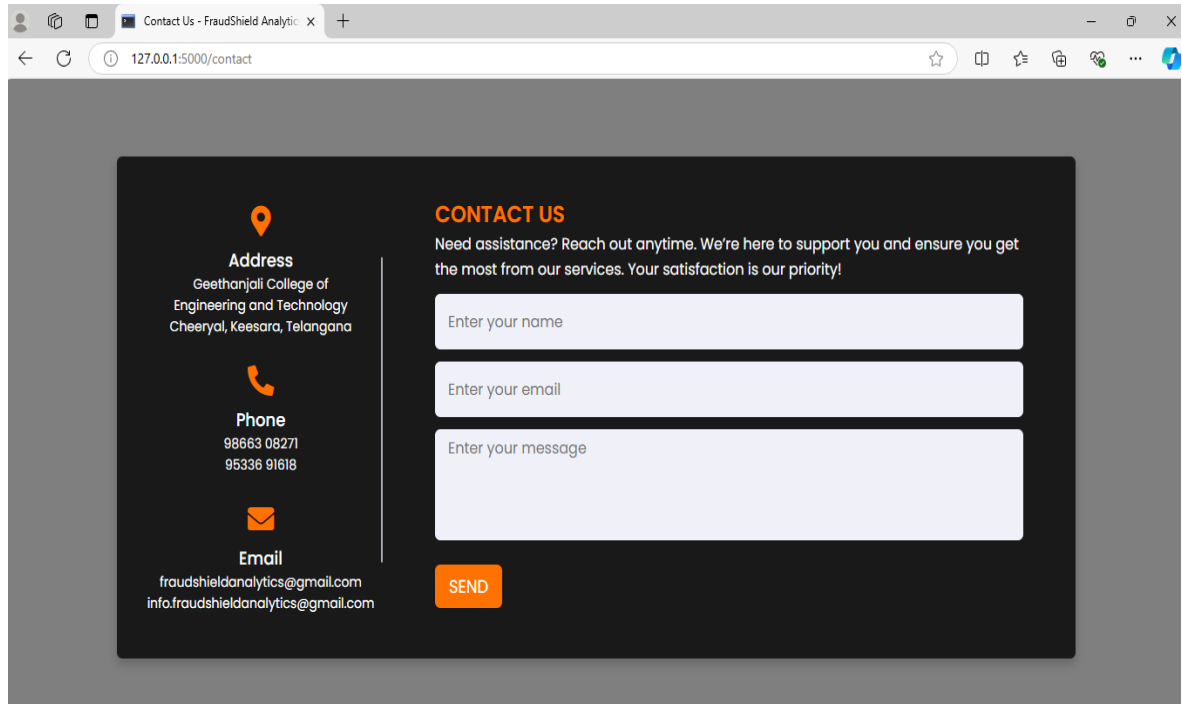 Contact Us - FraudShield Analytic
127.0.0.1:5000/contact
Address
Geethanjali College of
Engineering and Technology
Cheeryal, Keesara, Telangana
Phone
98663 08271
95336 91618
Email
fraudshieldanalytics@gmail.com
info.fraudshieldanalytics@gmail.com
CONTACT US
Need assistance? Reach out anytime. We’re here to support you and ensure you get
the most from our services. Your satisfaction is our priority!
Enter your name
Enter your email
Enter your message
SEND